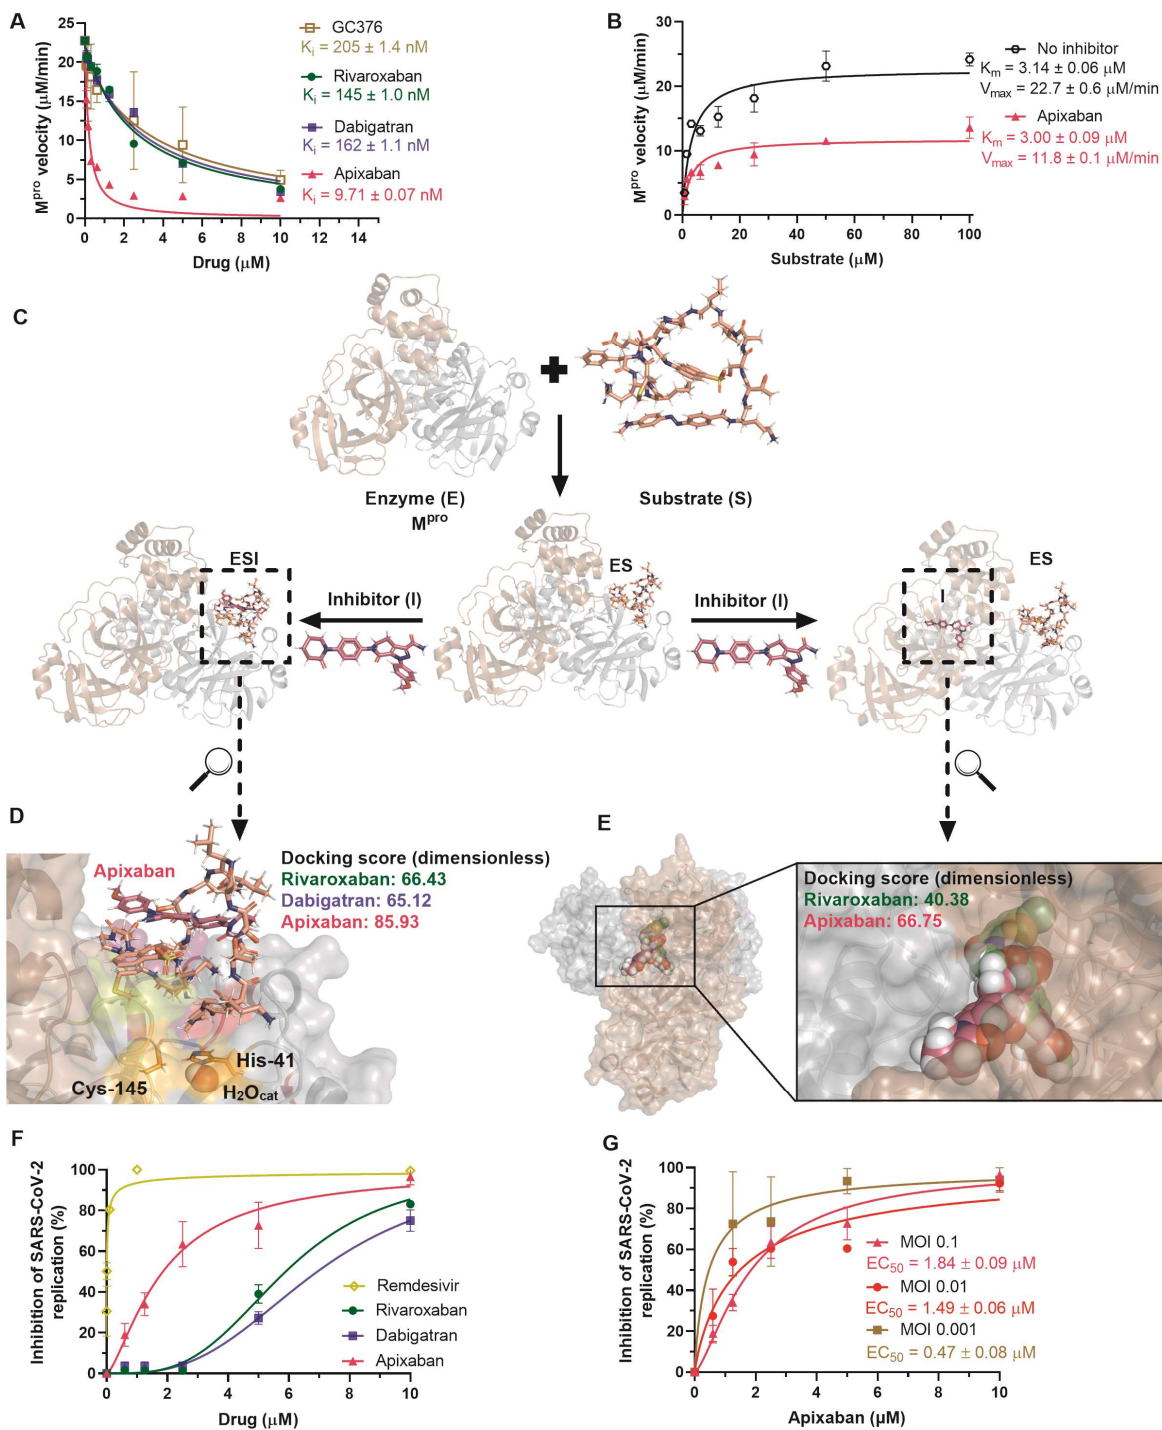 A
25
20
15
10
5
0
0 2 4 6 8 10 12 14
M^pro velocity (μM/min)
Drug (μM)
GC376
K_i = 205 ± 1.4 nM
Rivaroxaban
K_i = 145 ± 1.0 nM
Dabigatran
K_i = 162 ± 1.1 nM
Apixaban
K_i = 9.71 ± 0.07 nM
B
30
20
10
0
0 20 40 60 80 100
M^pro velocity (μM/min)
Substrate (μM)
No inhibitor
K_m = 3.14 ± 0.06 μM
V_max = 22.7 ± 0.6 μM/min
Apixaban
K_m = 3.00 ± 0.09 μM
V_max = 11.8 ± 0.1 μM/min
C
Enzyme (E)
M^pro
Substrate (S)
ESI
Inhibitor (I)
ES
Inhibitor (I)
I
ES
D
Apixaban
Docking score (dimensionless)
Rivaroxaban: 66.43
Dabigatran: 65.12
Apixaban: 85.93
His-41
Cys-145
H₂O_cat
E
Docking score (dimensionless)
Rivaroxaban: 40.38
Apixaban: 66.75
F
100
80
60
40
20
0
0 2 4 6 8 10
Inhibition of SARS-CoV-2
replication (%)
Drug (μM)
Remdesivir
Rivaroxaban
Dabigatran
Apixaban
G
100
80
60
40
20
0
0 2 4 6 8 10
Inhibition of SARS-CoV-2
replication (%)
Apixaban (μM)
MOI 0.1
EC₅₀ = 1.84 ± 0.09 μM
MOI 0.01
EC₅₀ = 1.49 ± 0.06 μM
MOI 0.001
EC₅₀ = 0.47 ± 0.08 μM